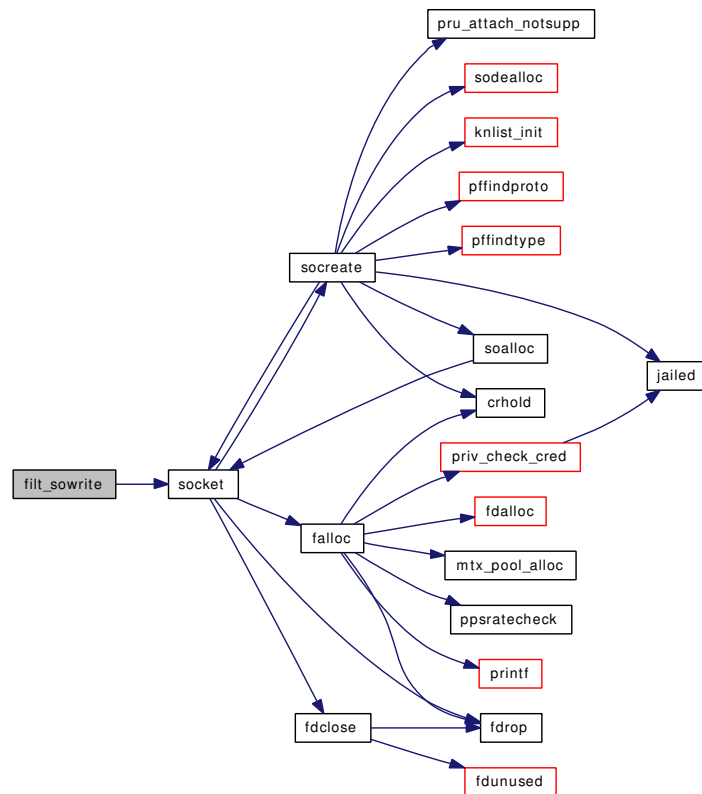 pru_attach_notsupp
sodealloc
knlist_init
pffindproto
pffindtype
socreate
soalloc
jailed
crhold
priv_check_cred
filt_sowrite
socket
fdalloc
falloc
mtx_pool_alloc
ppsratecheck
printf
fdclose
fdrop
fdunused